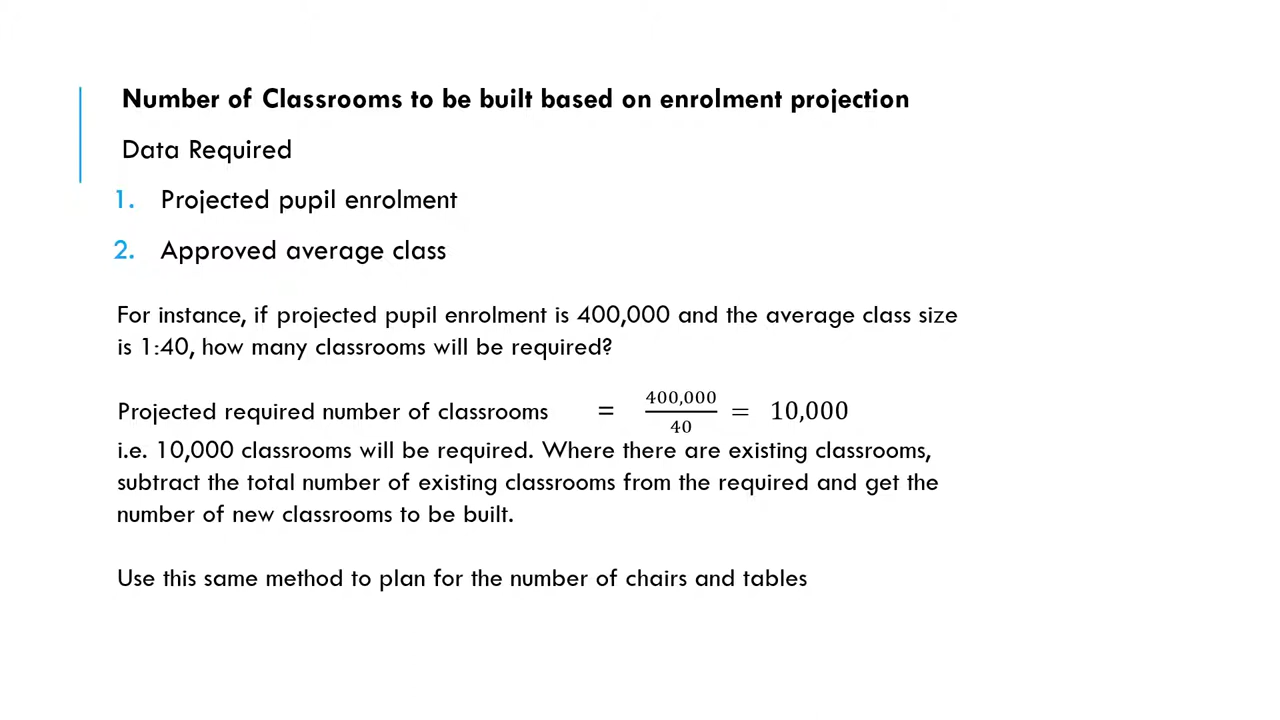 Number of Classrooms to be built based on enrolment projection
Data Required
1. Projected pupil enrolment
2. Approved average class
For instance, if projected pupil enrolment is 400,000 and the average class size
is 1:40, how many classrooms will be required?
Projected required number of classrooms = 400,000/40 = 10,000
i.e. 10,000 classrooms will be required. Where there are existing classrooms,
subtract the total number of existing classrooms from the required and get the
number of new classrooms to be built.
Use this same method to plan for the number of chairs and tables